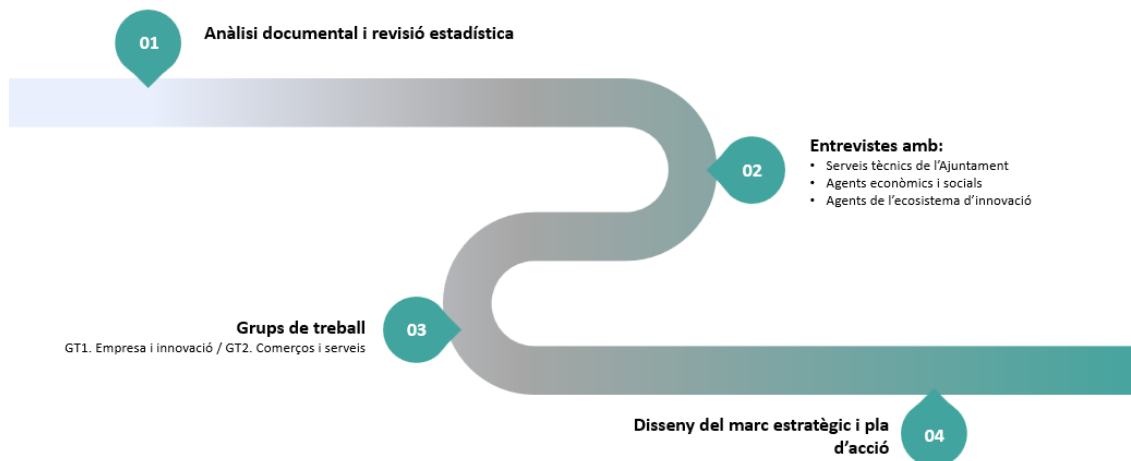 01
Anàlisi documental i revisió estadística
02
Entrevistes amb:
• Serveis tècnics de l'Ajuntament
• Agents econòmics i socials
• Agents de l'ecosistema d'innovació
Grups de treball
GT1. Empresa i innovació / GT2. Comerços i serveis
03
Disseny del marc estratègic i pla
d'acció
04